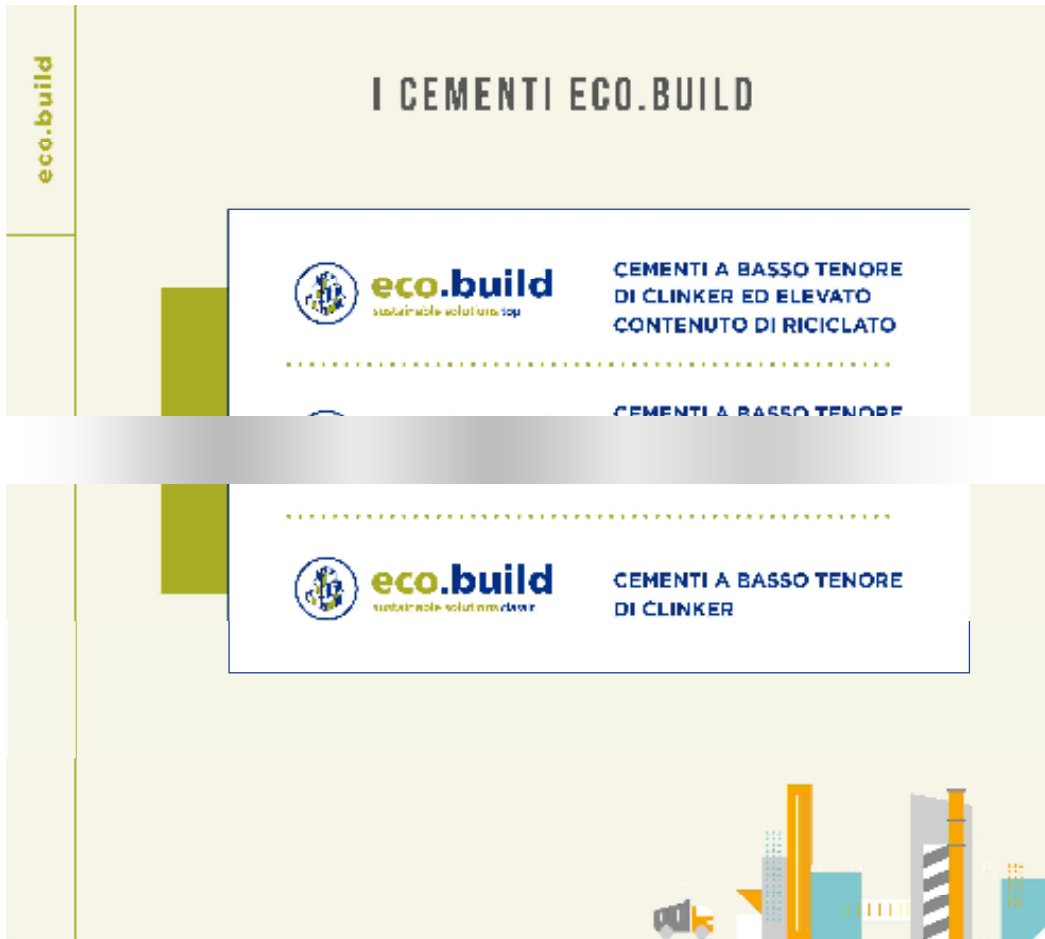 eco.build
I CEMENTI ECO.BUILD
eco.build
sustainable solutions top
CEMENTI A BASSO TENORE
DI CLINKER ED ELEVATO
CONTENUTO DI RICICLATO
CEMENTI A BASSO TENORE
eco.build
sustainable solutions classic
CEMENTI A BASSO TENORE
DI CLINKER